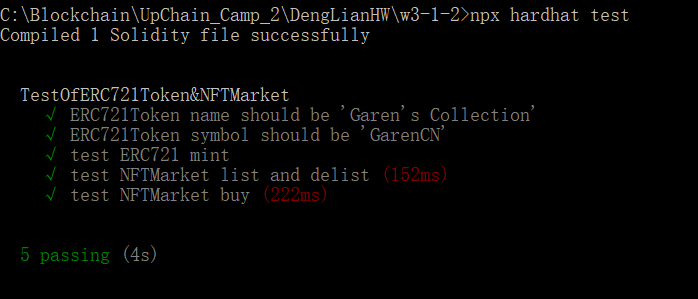 C:\Blockchain\UpChain_Camp_2\DengLianHW\w3-1-2>npx hardhat test
Compiled 1 Solidity file successfully
TestOfERC721Token&NFTMarket
√ ERC721Token name should be 'Garen's Collection'
√ ERC721Token symbol should be 'GarenCN'
√ test ERC721 mint
√ test NFTMarket list and delist (152ms)
√ test NFTMarket buy (222ms)
5 passing (4s)